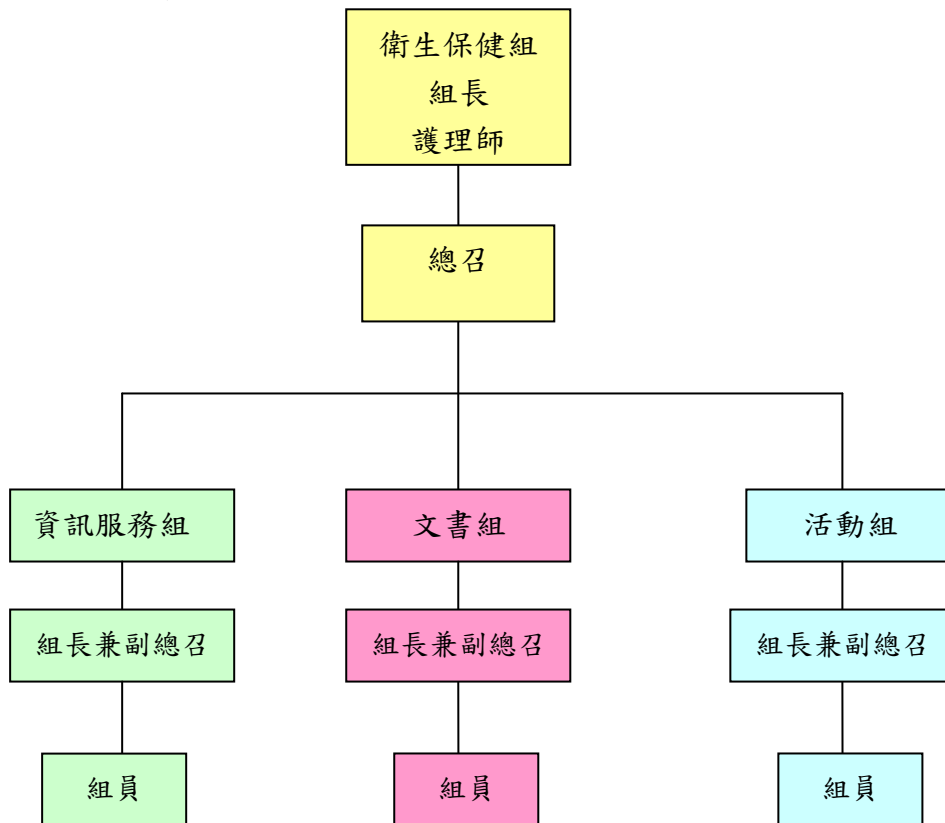 衛生保健組
組長
護理師
總召
資訊服務組
文書組
活動組
組長兼副總召
組長兼副總召
組長兼副總召
組員
組員
組員